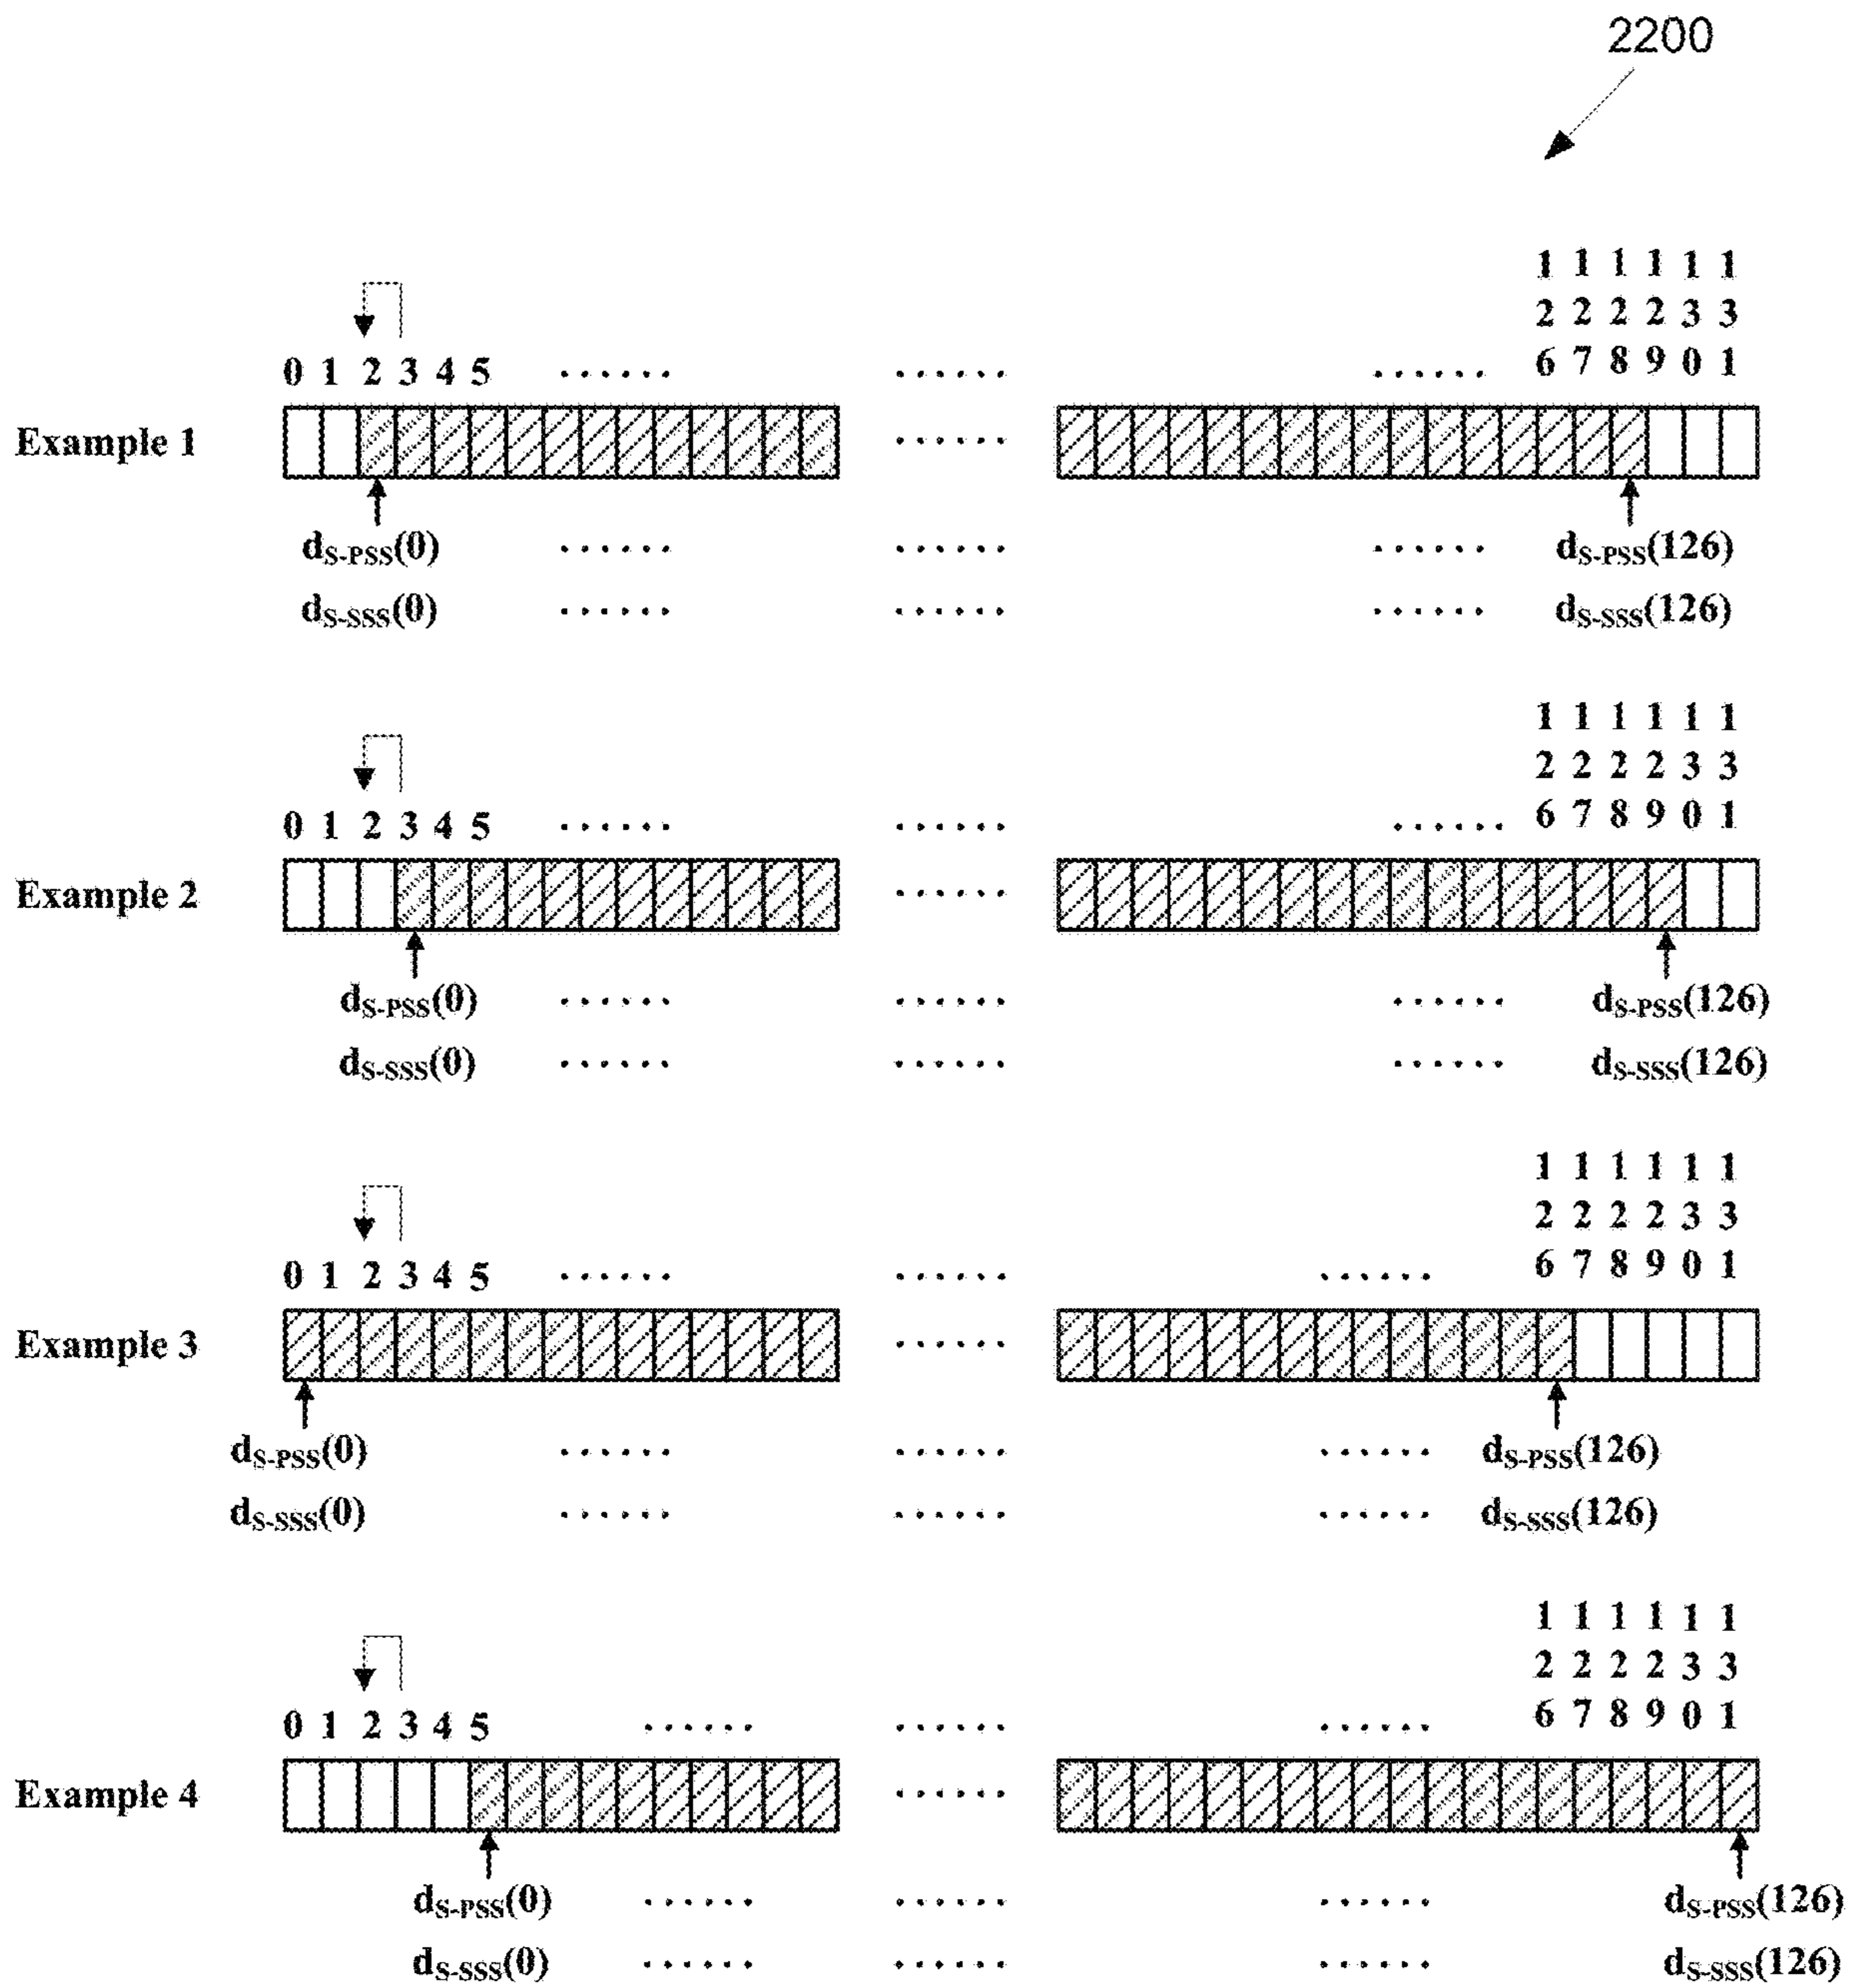 2200
1 1 1 1 1 1
2 2 2 2 3 3
0 1 2 3 4 5 ...... ...... ...... 6 7 8 9 0 1
Example 1 ......
dS-PSS(0) ...... ...... ...... dS-PSS(126)
dS-SSS(0) ...... ...... ...... dS-SSS(126)
1 1 1 1 1 1
2 2 2 2 3 3
0 1 2 3 4 5 ...... ...... ...... 6 7 8 9 0 1
Example 2 ......
dS-PSS(0) ...... ...... ...... dS-PSS(126)
dS-SSS(0) ...... ...... ...... dS-SSS(126)
1 1 1 1 1 1
2 2 2 2 3 3
0 1 2 3 4 5 ...... ...... ...... 6 7 8 9 0 1
Example 3 ......
dS-PSS(0) ...... ...... ...... dS-PSS(126)
dS-SSS(0) ...... ...... ...... dS-SSS(126)
1 1 1 1 1 1
2 2 2 2 3 3
0 1 2 3 4 5 ...... ...... ...... 6 7 8 9 0 1
Example 4 ......
dS-PSS(0) ...... ...... ...... dS-PSS(126)
dS-SSS(0) ...... ...... ...... dS-SSS(126)